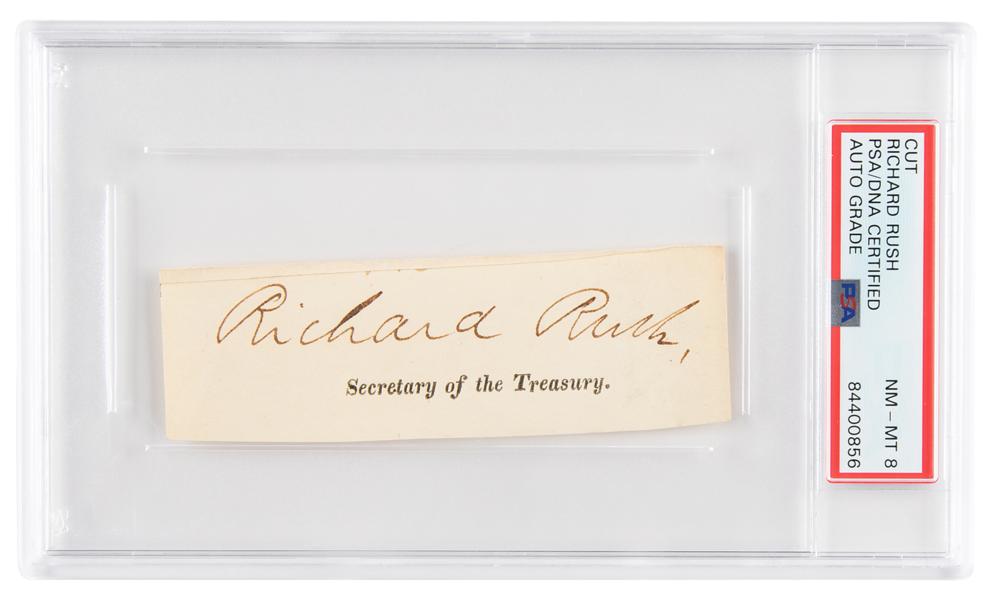 Richard Rush,
Secretary of the Treasury.
CUT
RICHARD RUSH
PSA/DNA CERTIFIED
AUTO GRADE NM – MT 8
84400856
PSA